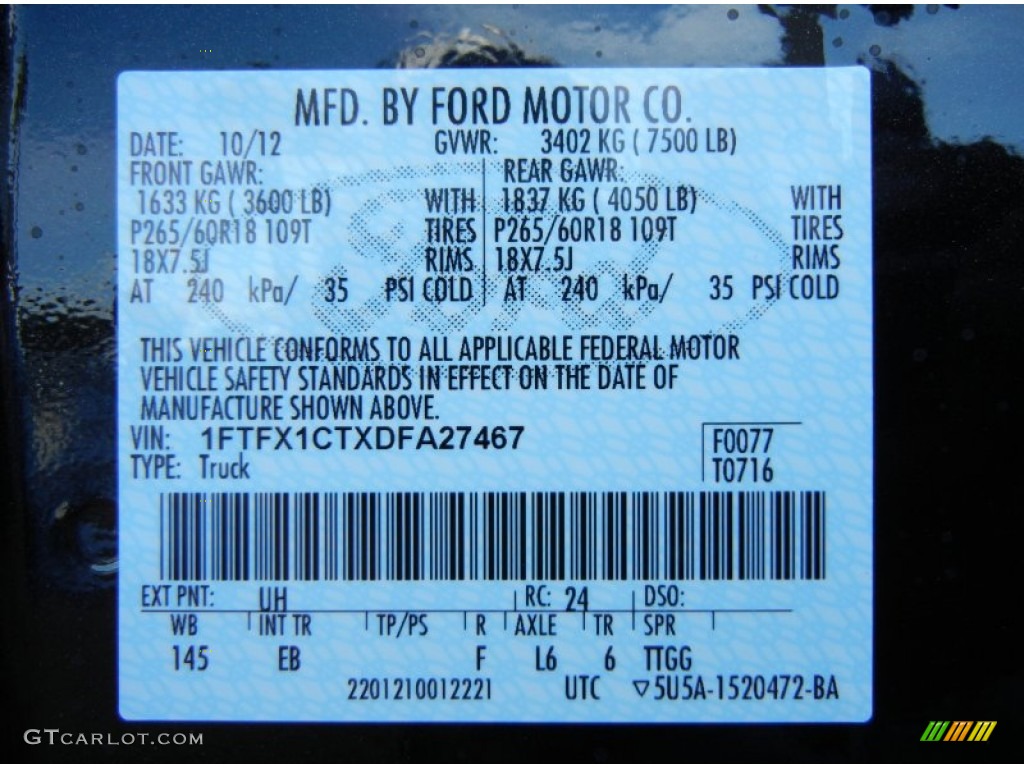 MFD. BY FORD MOTOR CO.
DATE: 10/12 GVWR: 3402 KG ( 7500 LB)
FRONT GAWR: REAR GAWR:
1633 KG ( 3600 LB) WITH 1837 KG ( 4050 LB) WITH
P265/60R18 109T TIRES P265/60R18 109T TIRES
18X7.5J RIMS 18X7.5J RIMS
AT 240 kPa/ 35 PSI COLD AT 240 kPa/ 35 PSI COLD
THIS VEHICLE CONFORMS TO ALL APPLICABLE FEDERAL MOTOR
VEHICLE SAFETY STANDARDS IN EFFECT ON THE DATE OF
MANUFACTURE SHOWN ABOVE.
VIN: 1FTFX1CTXDFA27467 F0077
TYPE: Truck T0716
EXT PNT: UH RC: 24 DSO:
WB INT TR TP/PS R AXLE TR SPR
145 EB F L6 6 TTGG
2201210012221 UTC ▽5U5A-1520472-BA
GTCARLOT.COM